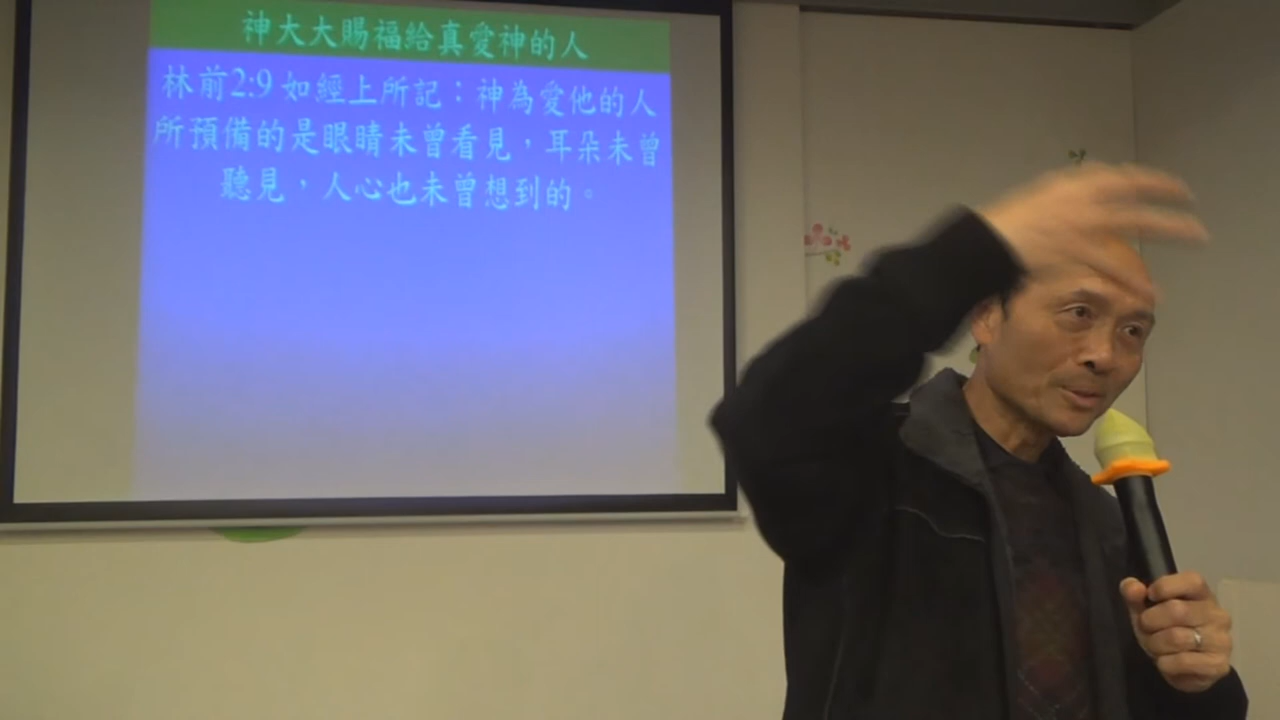 神大大賜福給真愛神的人
林前2:9 如經上所記：神為愛他的人
所預備的是眼睛未曾看見，耳朵未曾
聽見，人心也未曾想到的。